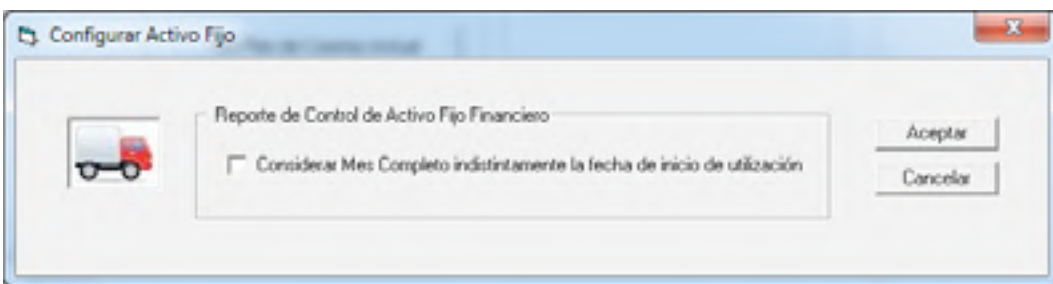 Configurar Activo Fijo
Reporte de Control de Activo Fijo Financiero
Considerar Mes Completo indistintamente la fecha de inicio de utilización
Aceptar
Cancelar